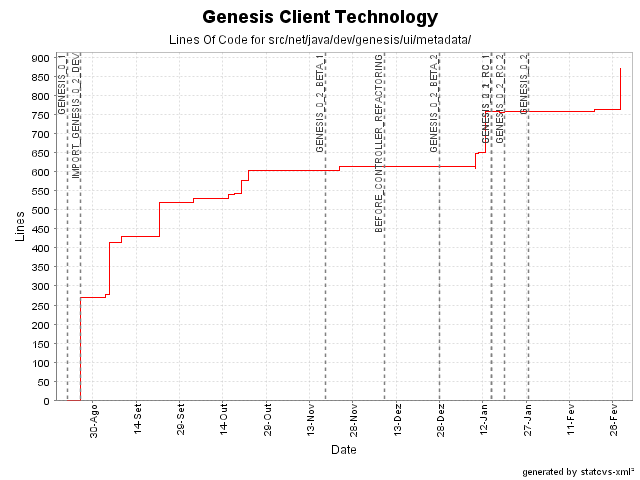 Genesis Client Technology
Lines Of Code for src/net/java/dev/genesis/ui/metadata/
900
850
800
750
700
650
600
550
500
450
400
350
300
250
200
150
100
50
0
Lines
GENESIS_0_1
IMPORT_GENESIS_0_2_DEV
GENESIS_0_2_BETA_1
BEFORE_CONTROLLER_REFACTORING
GENESIS_0_2_BETA_2
GENESIS_0_2_RC_1
GENESIS_0_2_RC_2
GENESIS_0_2
30-Ago
14-Set
29-Set
14-Out
29-Out
13-Nov
28-Nov
13-Dez
28-Dez
12-Jan
27-Jan
11-Fev
26-Fev
Date
generated by statcvs-xml²